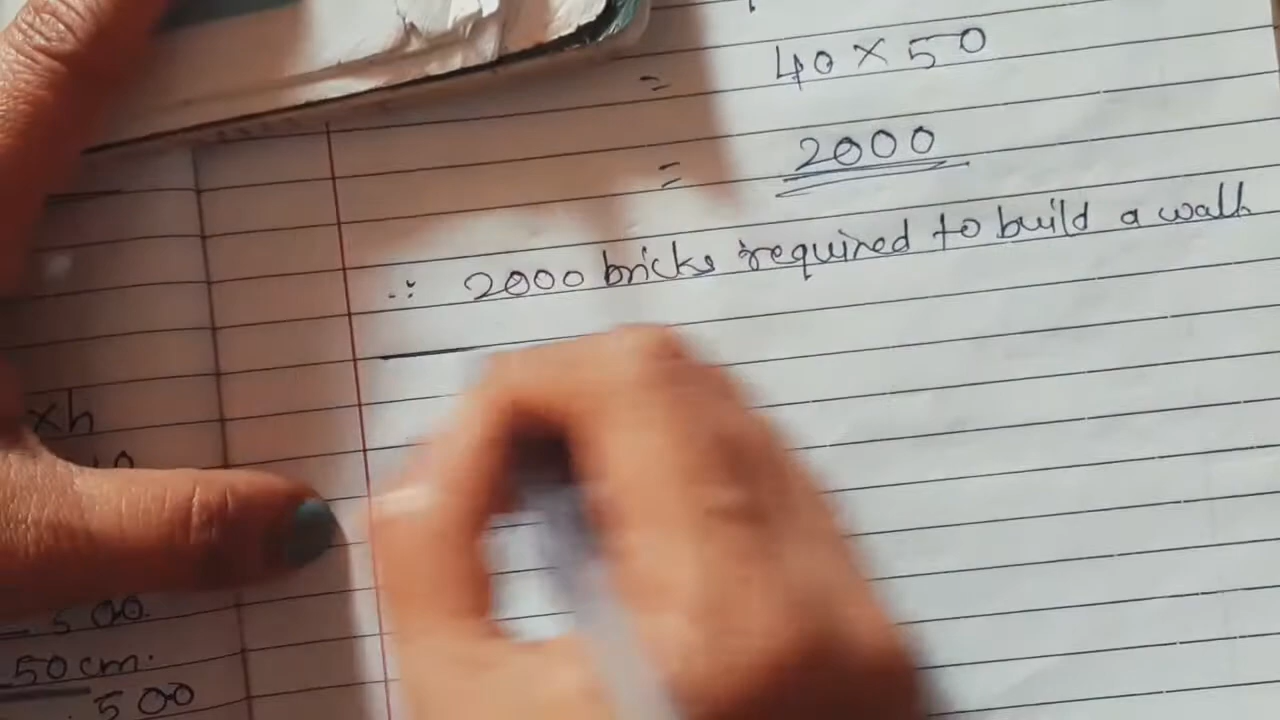 = 40 × 50
= 2000
∴ 2000 bricks required to build a wall
xh
500.
50 cm.
500